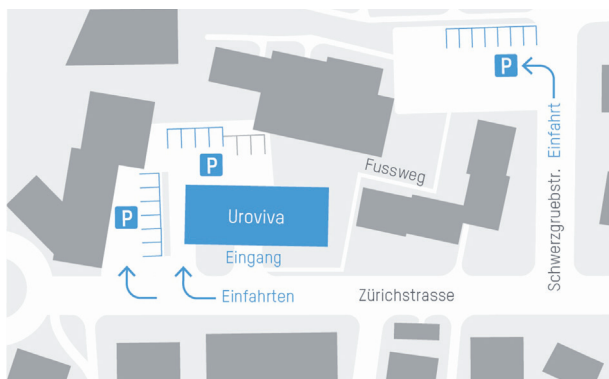 P
Einfahrt
Schwerzgruebstr.
Fussweg
P
P
Uroviva
Eingang
Einfahrten
Zürichstrasse